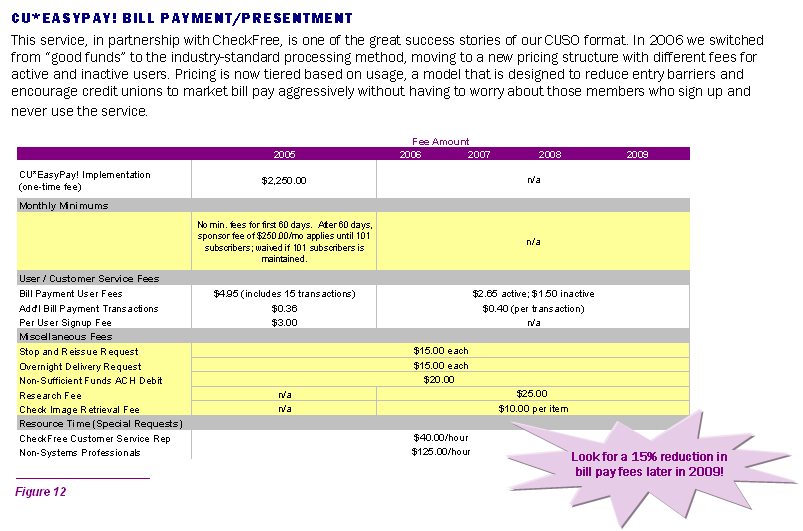 CU*EASYPAY! BILL PAYMENT/PRESENTMENT
This service, in partnership with CheckFree, is one of the great success stories of our CUSO format. In 2006 we switched
from “good funds” to the industry-standard processing method, moving to a new pricing structure with different fees for
active and inactive users. Pricing is now tiered based on usage, a model that is designed to reduce entry barriers and
encourage credit unions to market bill pay aggressively without having to worry about those members who sign up and
never use the service.
Fee Amount
2005 2006 2007 2008 2009
CU*EasyPay! Implementation
(one-time fee)
$2,250.00 n/a
Monthly Minimums
No min. fees for first 60 days. After 60 days,
sponsor fee of $250.00/mo applies until 101
subscribers; waived if 101 subscribers is
maintained.
n/a
User / Customer Service Fees
Bill Payment User Fees $4.95 (includes 15 transactions) $2.65 active; $1.50 inactive
Add'l Bill Payment Transactions $0.36 $0.40 (per transaction)
Per User Signup Fee $3.00 n/a
Miscellaneous Fees
Stop and Reissue Request $15.00 each
Overnight Delivery Request $15.00 each
Non-Sufficient Funds ACH Debit $20.00
Research Fee n/a $25.00
Check Image Retrieval Fee n/a $10.00 per item
Resource Time (Special Requests)
CheckFree Customer Service Rep $40.00/hour
Non-Systems Professionals $125.00/hour
Look for a 15% reduction in
bill pay fees later in 2009!
Figure 12